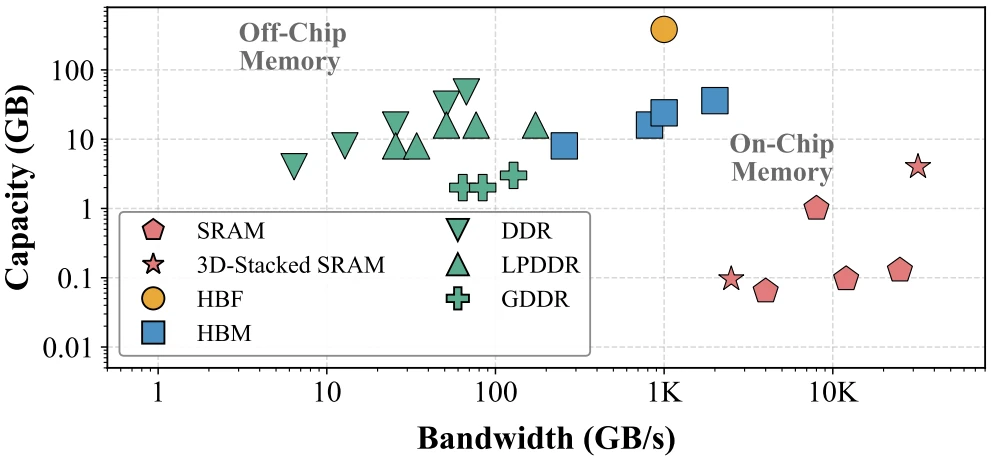 Off-Chip
Memory
On-Chip
Memory
Capacity (GB)
100
10
1
0.1
0.01
SRAM
3D-Stacked SRAM
HBF
HBM
DDR
LPDDR
GDDR
1
10
100
1K
10K
Bandwidth (GB/s)